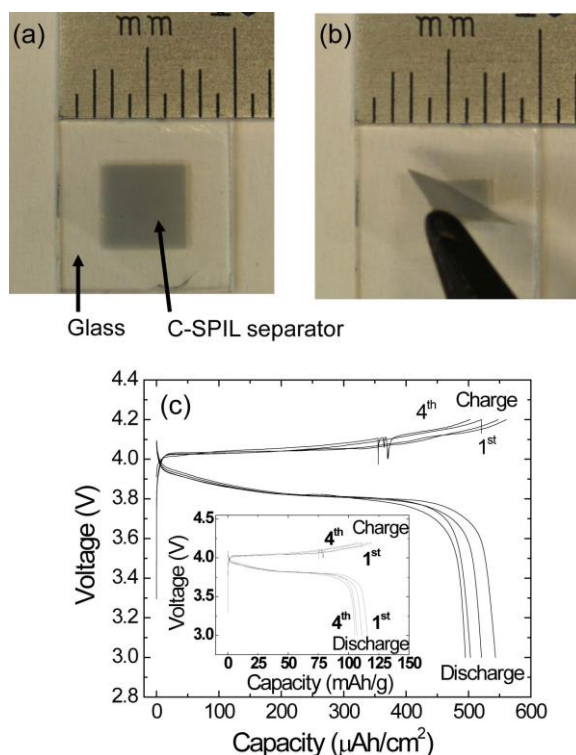 (a)
mm
(b)
mm
10
Glass
C-SPIL separator
(c)
4.4
4.2
4.0
3.8
3.6
3.4
3.2
3.0
2.8
Voltage (V)
4th
Charge
1st
Discharge
0 100 200 300 400 500 600
Capacity (μAh/cm²)
4.5
4.0
3.5
3.0
Voltage (V)
4th
Charge
1st
4th
1st
Discharge
0 25 50 75 100 125 150
Capacity (mAh/g)